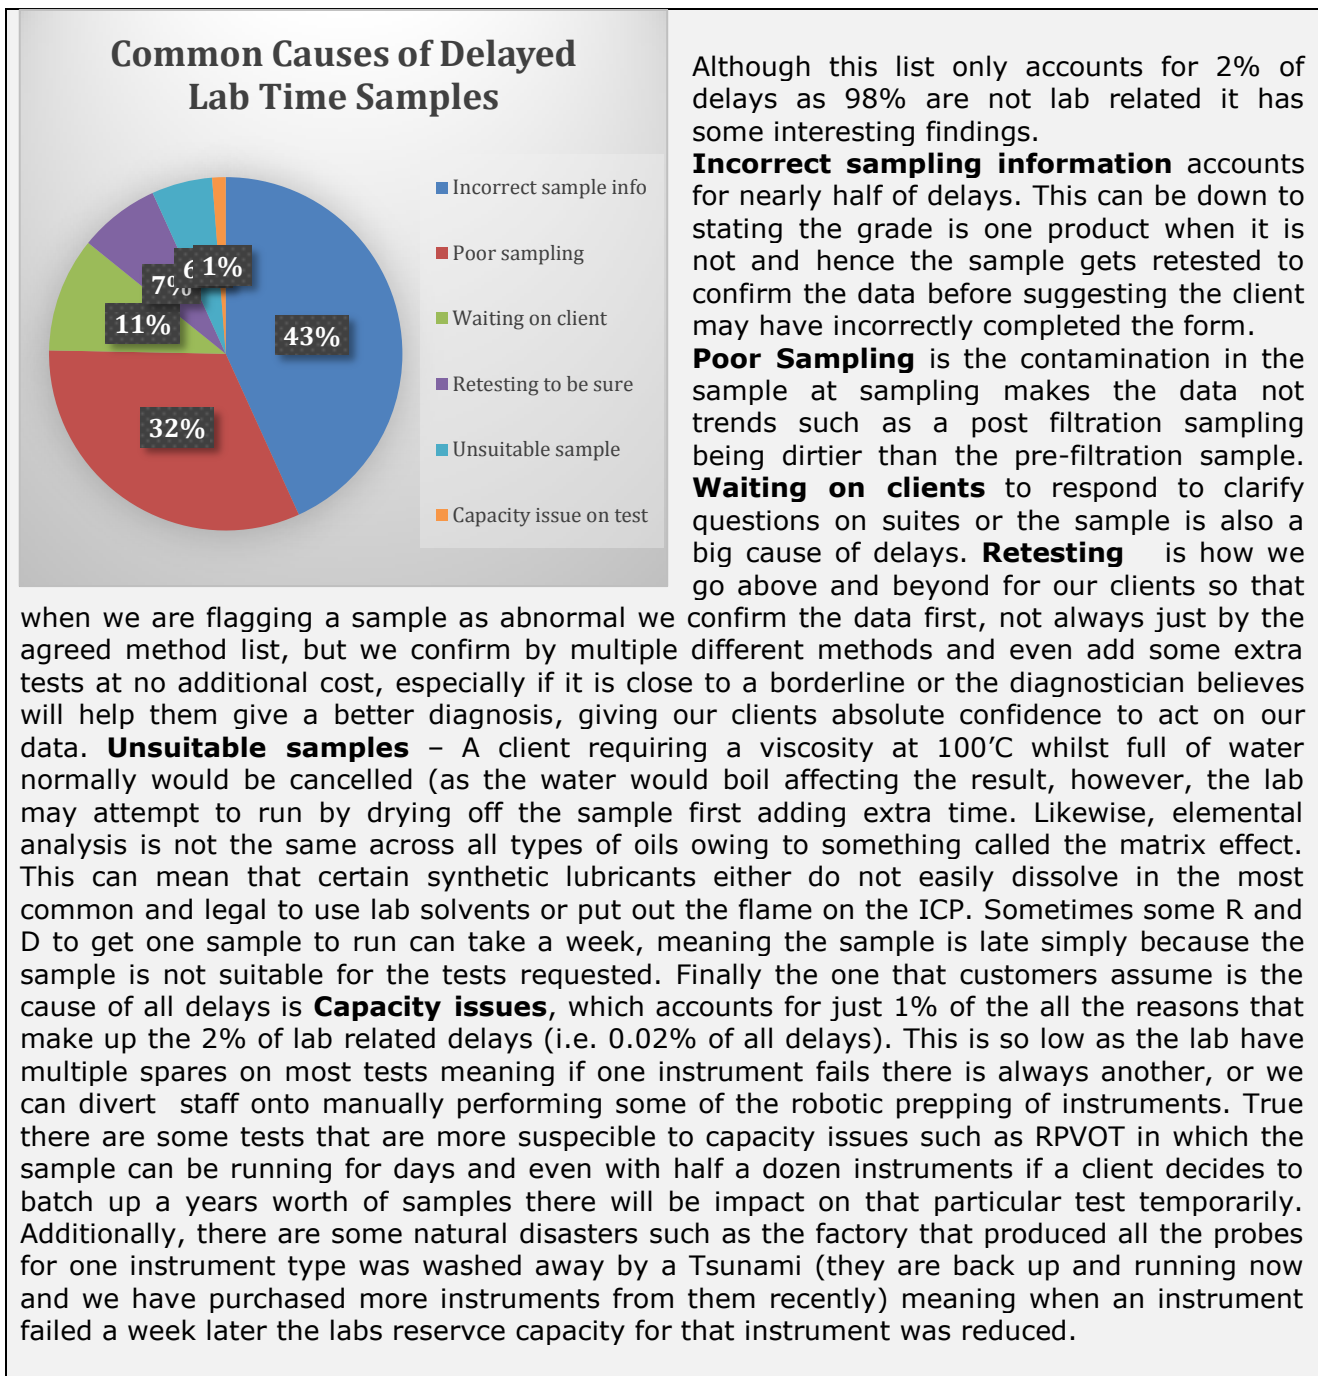 Common Causes of Delayed
Lab Time Samples
43%
32%
11%
7%
6
1%
Incorrect sample info
Poor sampling
Waiting on client
Retesting to be sure
Unsuitable sample
Capacity issue on test
Although this list only accounts for 2% of
delays as 98% are not lab related it has
some interesting findings.
Incorrect sampling information accounts
for nearly half of delays. This can be down to
stating the grade is one product when it is
not and hence the sample gets retested to
confirm the data before suggesting the client
may have incorrectly completed the form.
Poor Sampling is the contamination in the
sample at sampling makes the data not
trends such as a post filtration sampling
being dirtier than the pre-filtration sample.
Waiting on clients to respond to clarify
questions on suites or the sample is also a
big cause of delays. Retesting is how we
go above and beyond for our clients so that
when we are flagging a sample as abnormal we confirm the data first, not always just by the
agreed method list, but we confirm by multiple different methods and even add some extra
tests at no additional cost, especially if it is close to a borderline or the diagnostician believes
will help them give a better diagnosis, giving our clients absolute confidence to act on our
data. Unsuitable samples – A client requiring a viscosity at 100’C whilst full of water
normally would be cancelled (as the water would boil affecting the result, however, the lab
may attempt to run by drying off the sample first adding extra time. Likewise, elemental
analysis is not the same across all types of oils owing to something called the matrix effect.
This can mean that certain synthetic lubricants either do not easily dissolve in the most
common and legal to use lab solvents or put out the flame on the ICP. Sometimes some R and
D to get one sample to run can take a week, meaning the sample is late simply because the
sample is not suitable for the tests requested. Finally the one that customers assume is the
cause of all delays is Capacity issues, which accounts for just 1% of the all the reasons that
make up the 2% of lab related delays (i.e. 0.02% of all delays). This is so low as the lab have
multiple spares on most tests meaning if one instrument fails there is always another, or we
can divert staff onto manually performing some of the robotic prepping of instruments. True
there are some tests that are more suspecible to capacity issues such as RPVOT in which the
sample can be running for days and even with half a dozen instruments if a client decides to
batch up a years worth of samples there will be impact on that particular test temporarily.
Additionally, there are some natural disasters such as the factory that produced all the probes
for one instrument type was washed away by a Tsunami (they are back up and running now
and we have purchased more instruments from them recently) meaning when an instrument
failed a week later the labs reservce capacity for that instrument was reduced.